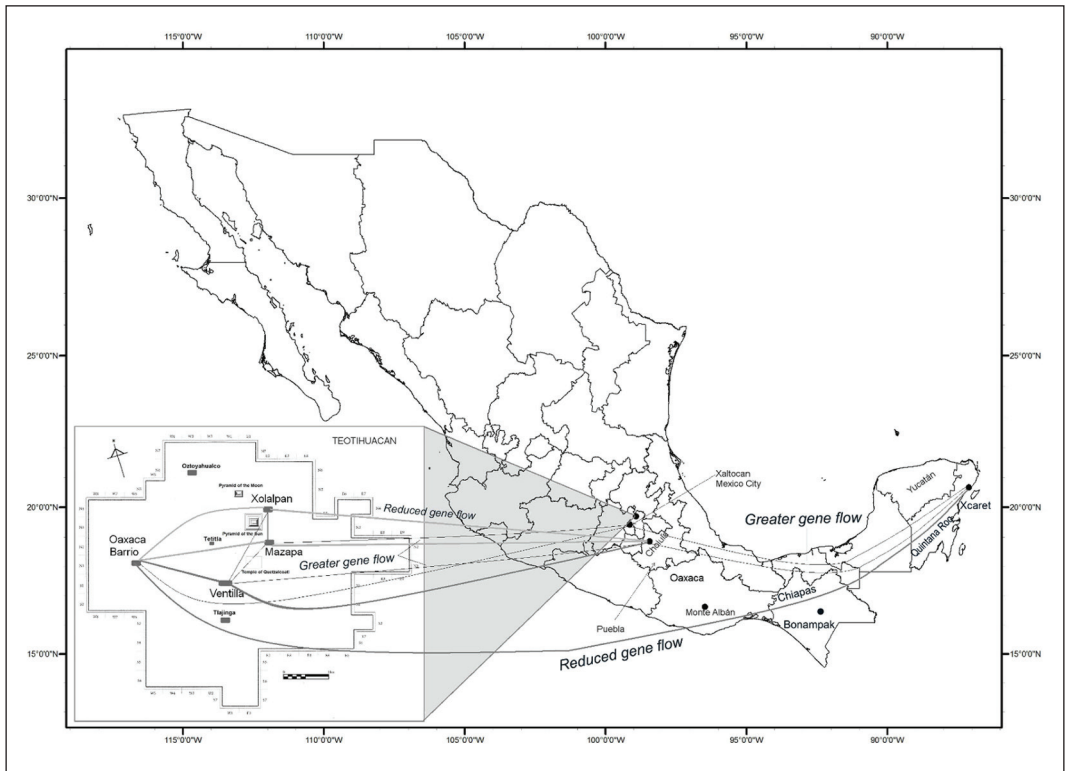 115°0'0"W
110°0'0"W
105°0'0"W
100°0'0"W
95°0'0"W
90°0'0"W
30°0'0"N
30°0'0"N
25°0'0"N
25°0'0"N
20°0'0"N
20°0'0"N
15°0'0"N
15°0'0"N
TEOTIHUACAN
Oztoyahualco
Pyramid of the Moon
Xolalpan
Reduced gene flow
Pyramid of the Sun
Oaxaca
Barrio
Tetitla
Mazapa
Greater gene flow
Temple of Quetzalcoatl
Ventilla
Tlajinga
Xaltocan
Mexico City
Greater gene flow
Yucatán
Xcaret
Quintana Roo
Cholula
Oaxaca
Chiapas
Monte Albán
Bonampak
Puebla
Reduced gene flow
115°0'0"W
110°0'0"W
105°0'0"W
100°0'0"W
95°0'0"W
90°0'0"W